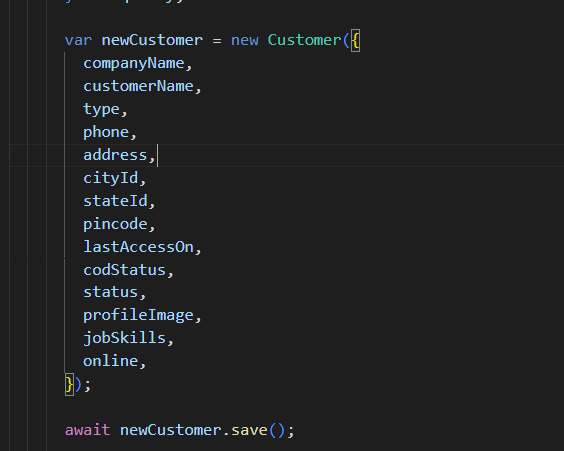 var newCustomer = new Customer({
companyName,
customerName,
type,
phone,
address,
cityId,
stateId,
pincode,
lastAccessOn,
codStatus,
status,
profileImage,
jobSkills,
online,
});
await newCustomer.save();